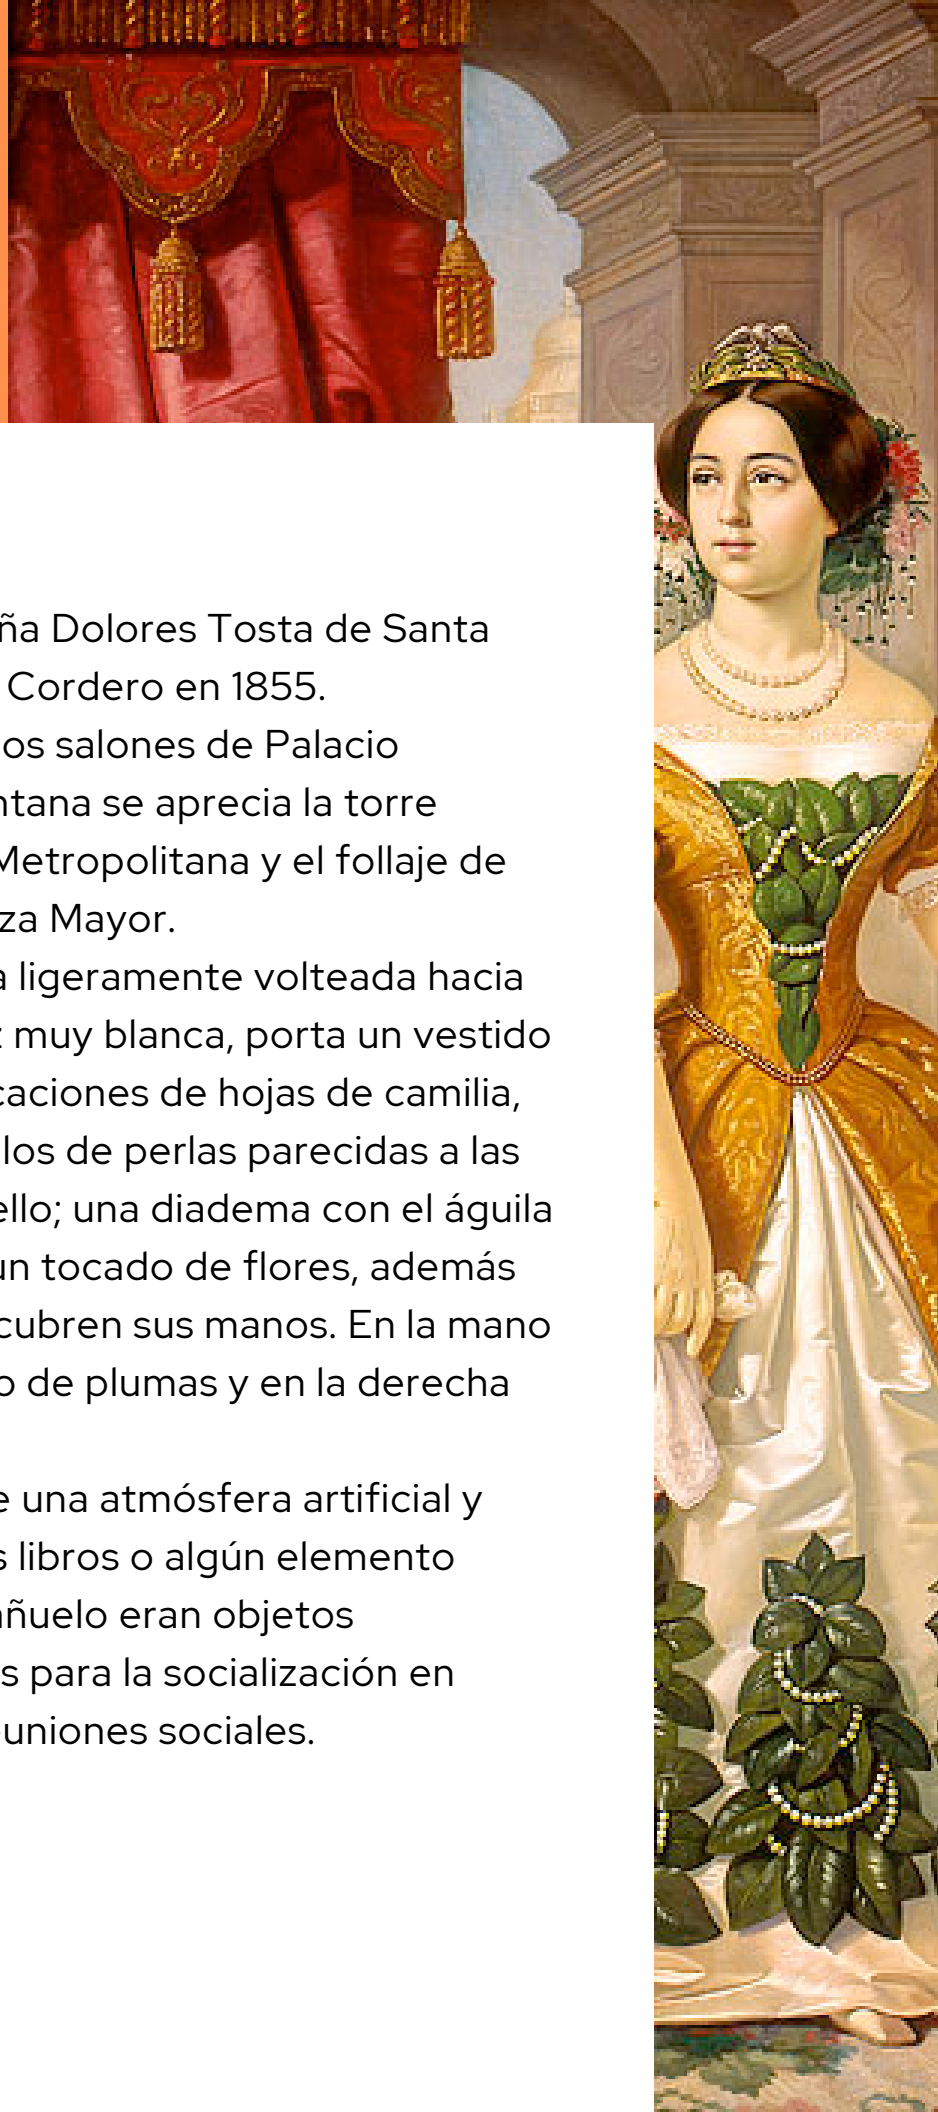 ña Dolores Tosta de Santa
Cordero en 1855.
os salones de Palacio
ntana se aprecia la torre
Metropolitana y el follaje de
za Mayor.
a ligeramente volteada hacia
z muy blanca, porta un vestido
caciones de hojas de camilia,
los de perlas parecidas a las
ello; una diadema con el águila
un tocado de flores, además
cubren sus manos. En la mano
o de plumas y en la derecha
e una atmósfera artificial y
s libros o algún elemento
añuelo eran objetos
s para la socialización en
euniones sociales.